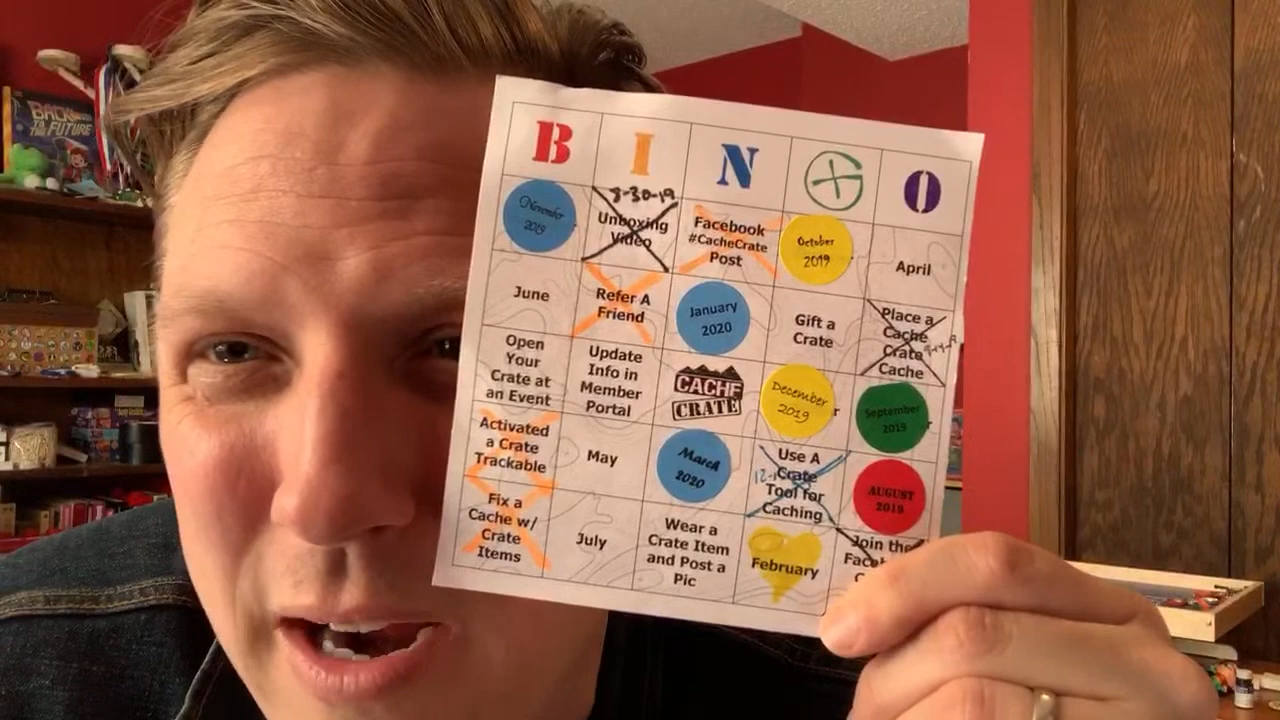 BACK
TO THE FUTURE
B I N G O
November
2019
8-30-19
Unboxing
Video
Facebook
#CacheCrate
Post
October
2019
April
June
Refer A
Friend
January
2020
Gift a
Crate
Place a
Cache
Crate
Cache
Open
Your
Crate at
an Event
Update
Info in
Member
Portal
CACHE
CRATE
December
2019
September
2019
Activated
a Crate
Trackable
May
March
2020
Use A
Crate
Tool for
Caching
AUGUST
2019
Fix a
Cache w/
Crate
Items
July
Wear a
Crate Item
and Post a
Pic
February
Join the